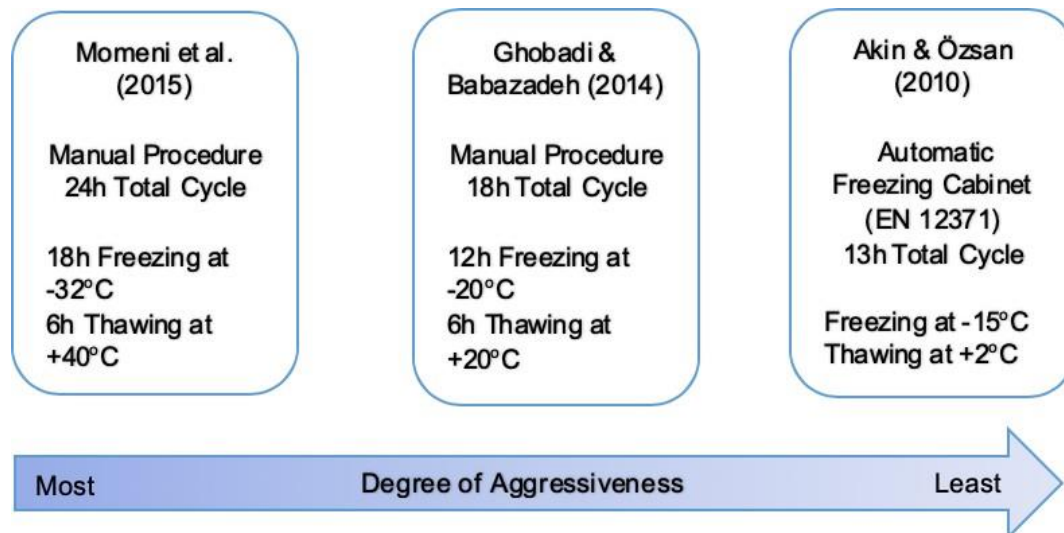 Momeni et al.
(2015)
Manual Procedure
24h Total Cycle
18h Freezing at
-32°C
6h Thawing at
+40°C
Ghobadi &
Babazadeh (2014)
Manual Procedure
18h Total Cycle
12h Freezing at
-20°C
6h Thawing at
+20°C
Akin & Özsan
(2010)
Automatic
Freezing Cabinet
(EN 12371)
13h Total Cycle
Freezing at -15°C
Thawing at +2°C
Most Degree of Aggressiveness Least